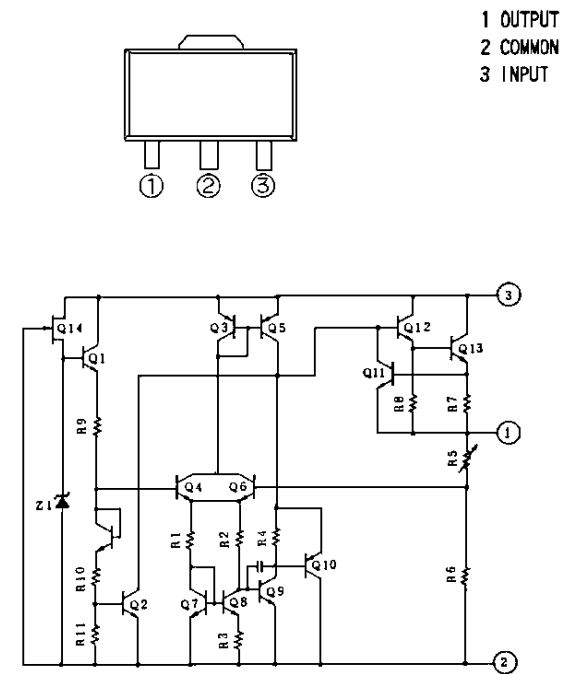 1 OUTPUT
2 COMMON
3 INPUT
1 2 3
3
Q14
Q3
Q5
Q12
Q13
Q1
Q11
R9
R8
R7
1
R5
Q4
Q6
Z1
R1
R2
R4
R10
Q10
R6
Q2
Q7
Q8
Q9
R11
R3
2